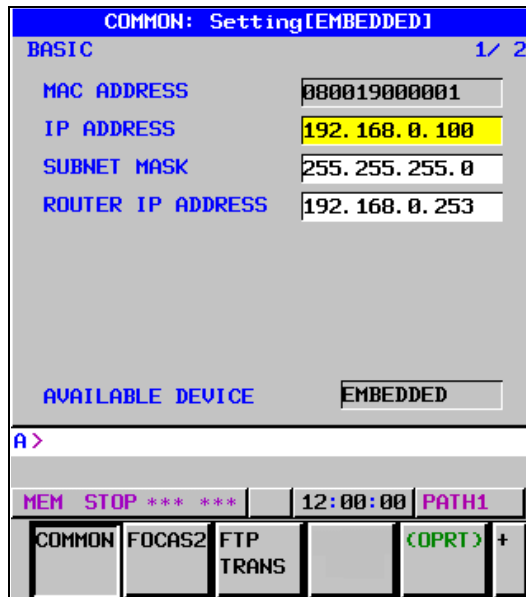 COMMON: Setting[EMBEDDED]
BASIC 1/ 2
MAC ADDRESS 080019000001
IP ADDRESS 192.168.0.100
SUBNET MASK 255.255.255.0
ROUTER IP ADDRESS 192.168.0.253
AVAILABLE DEVICE EMBEDDED
A>
MEM STOP *** *** 12:00:00 PATH1
COMMON FOCAS2 FTP TRANS (OPRT) +